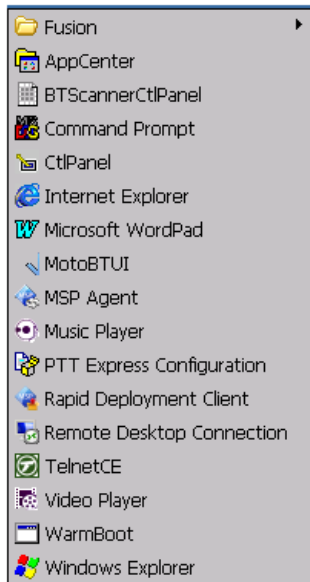 Fusion
AppCenter
BTScannerCtlPanel
Command Prompt
CtlPanel
Internet Explorer
Microsoft WordPad
MotoBTUI
MSP Agent
Music Player
PTT Express Configuration
Rapid Deployment Client
Remote Desktop Connection
TelnetCE
Video Player
WarmBoot
Windows Explorer